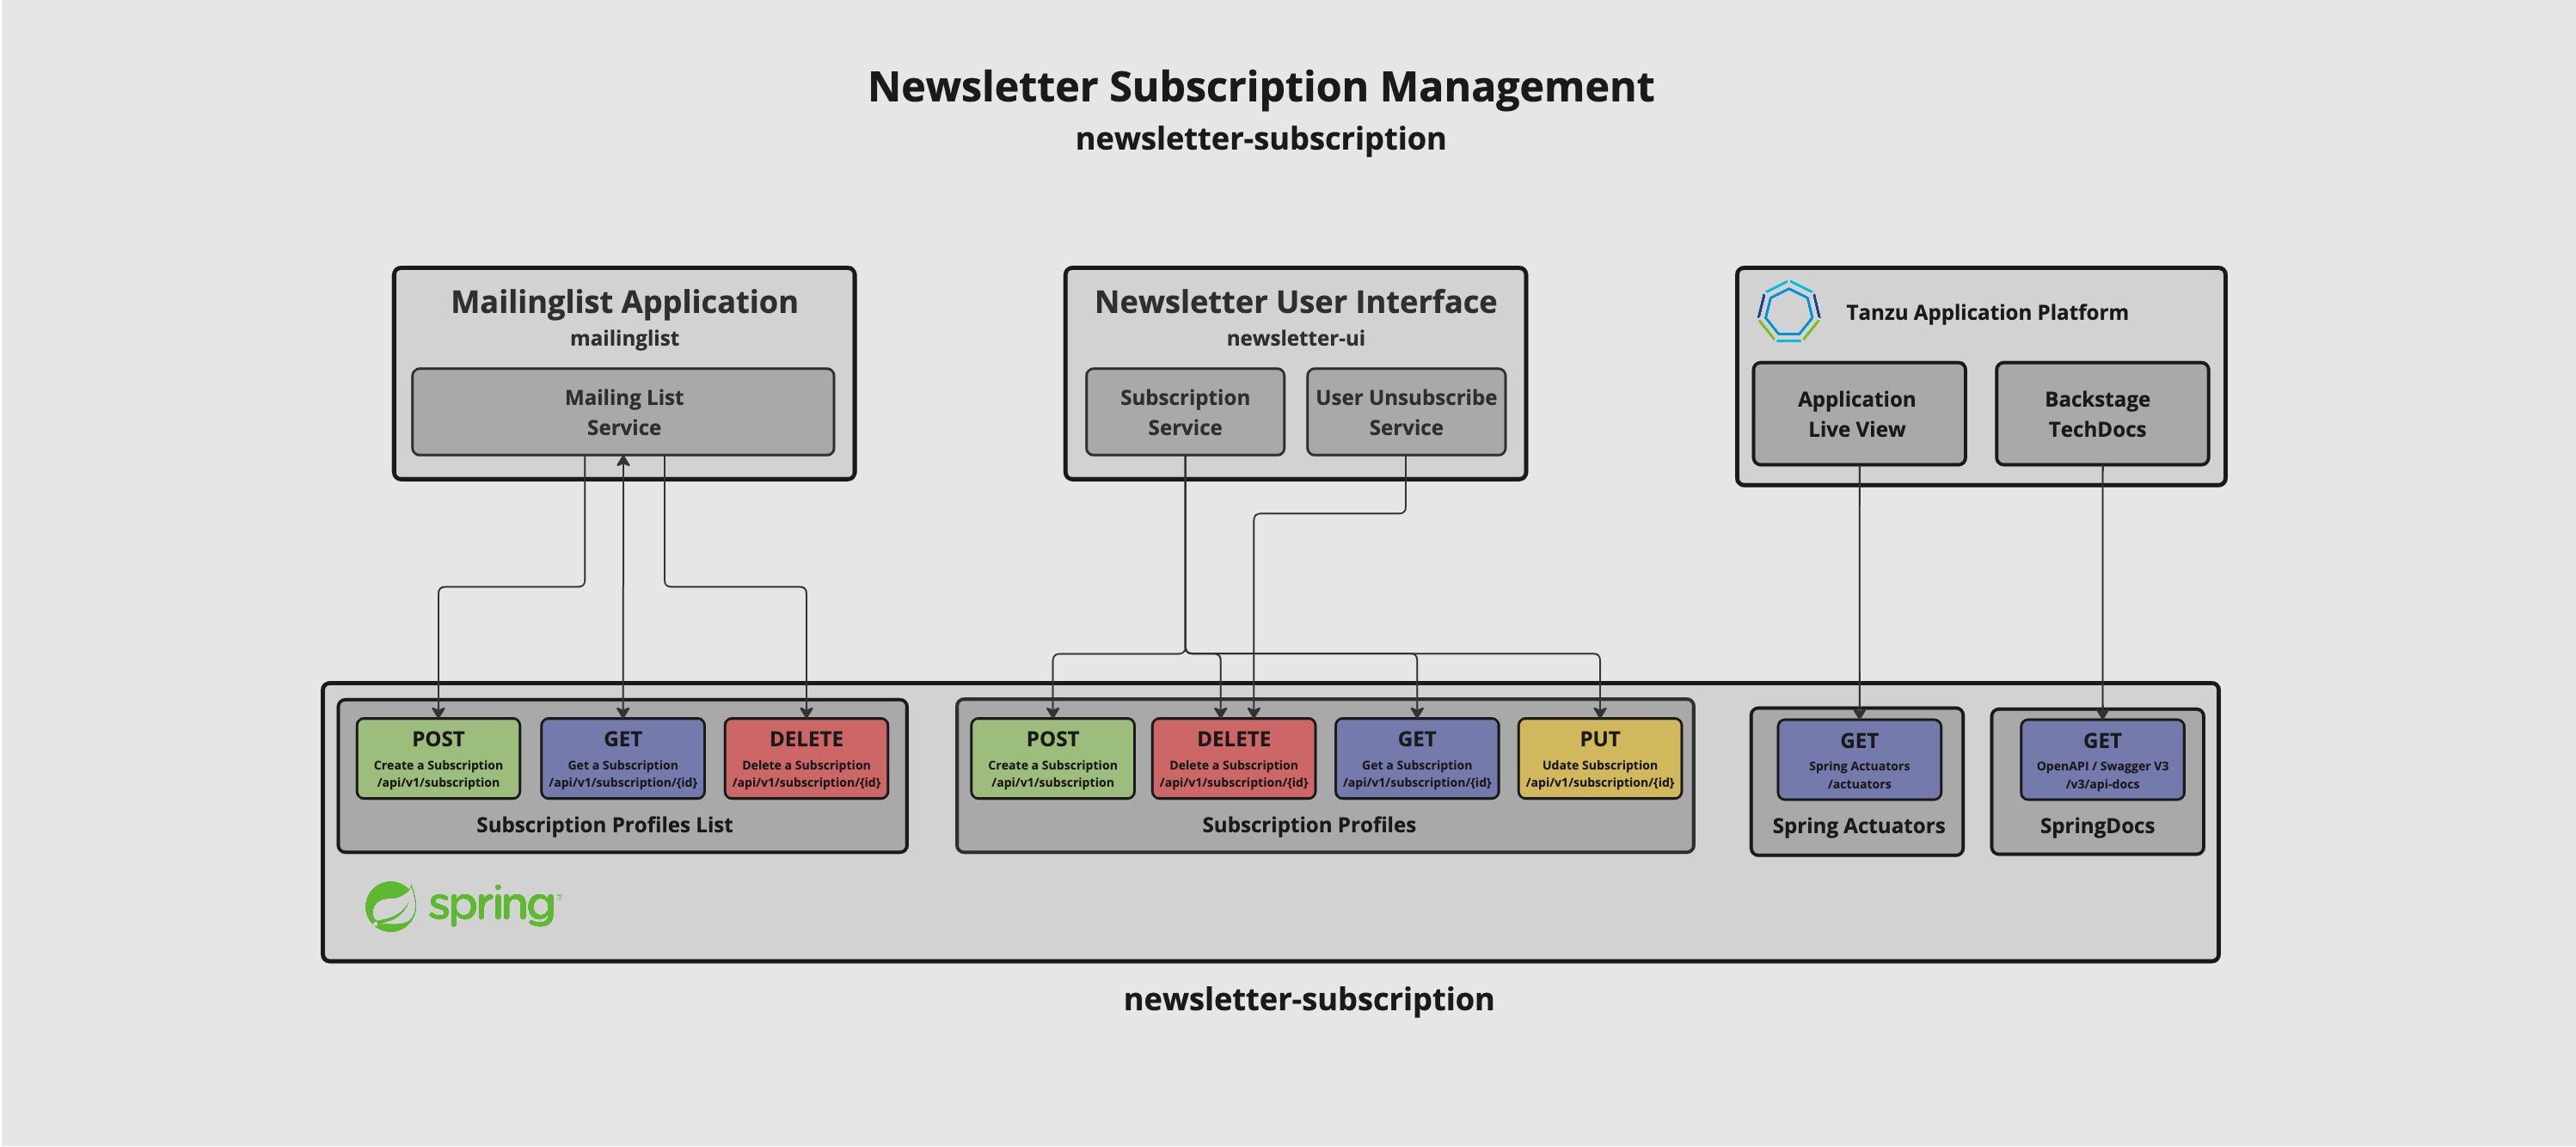 Newsletter Subscription Management
newsletter-subscription
Mailinglist Application
mailinglist
Mailing List
Service
Newsletter User Interface
newsletter-ui
Subscription
Service
User Unsubscribe
Service
Tanzu Application Platform
Application
Live View
Backstage
TechDocs
POST
Create a Subscription
/api/v1/subscription
GET
Get a Subscription
/api/v1/subscription/{id}
DELETE
Delete a Subscription
/api/v1/subscription/{id}
Subscription Profiles List
POST
Create a Subscription
/api/v1/subscription
DELETE
Delete a Subscription
/api/v1/subscription/{id}
GET
Get a Subscription
/api/v1/subscription/{id}
PUT
Udate Subscription
/api/v1/subscription/{id}
Subscription Profiles
GET
Spring Actuators
/actuators
Spring Actuators
GET
OpenAPI / Swagger V3
/v3/api-docs
SpringDocs
spring
newsletter-subscription